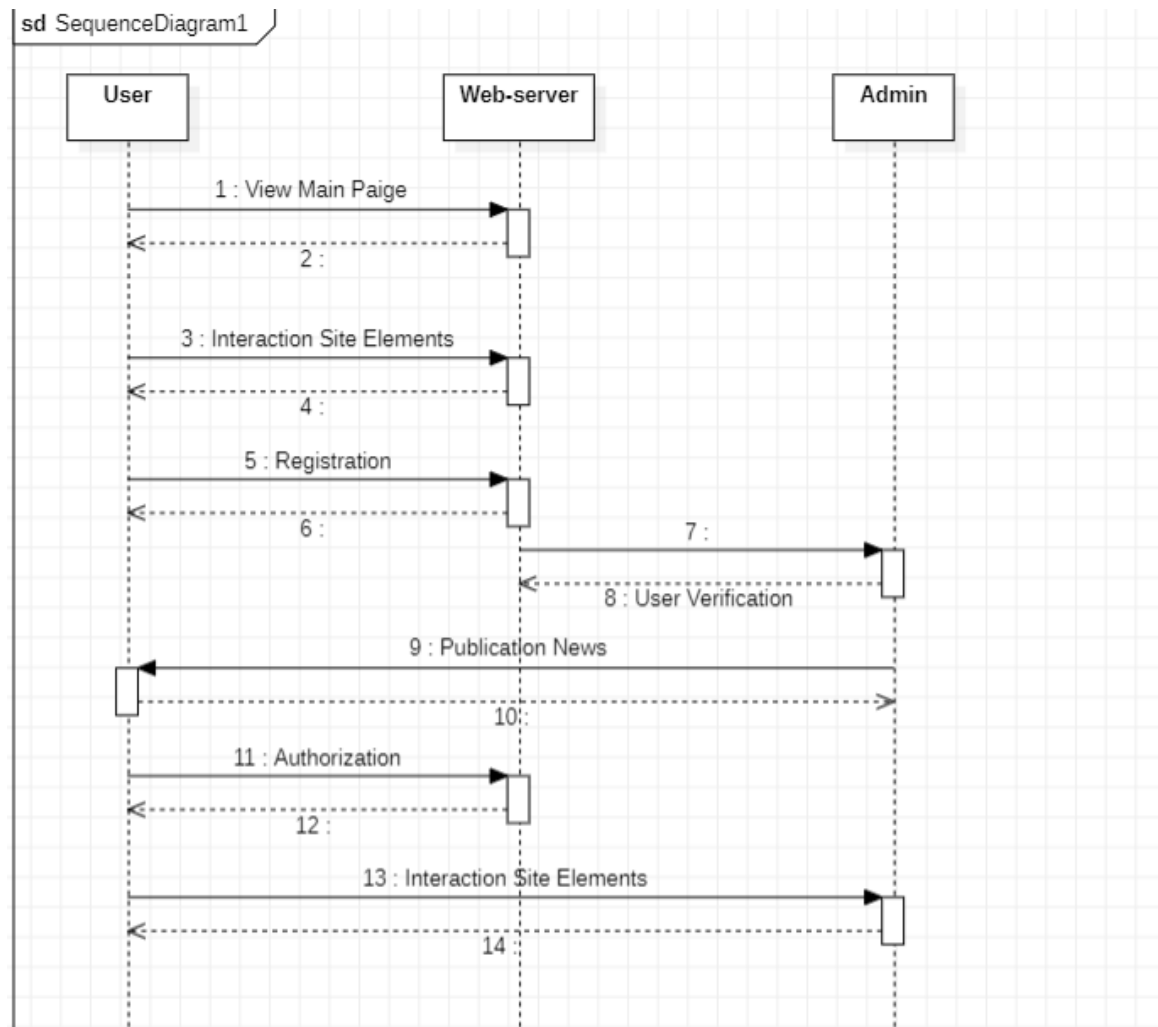 sd SequenceDiagram1
User
Web-server
Admin
1 : View Main Paige
2 :
3 : Interaction Site Elements
4 :
5 : Registration
6 :
7 :
8 : User Verification
9 : Publication News
10 :
11 : Authorization
12 :
13 : Interaction Site Elements
14 :